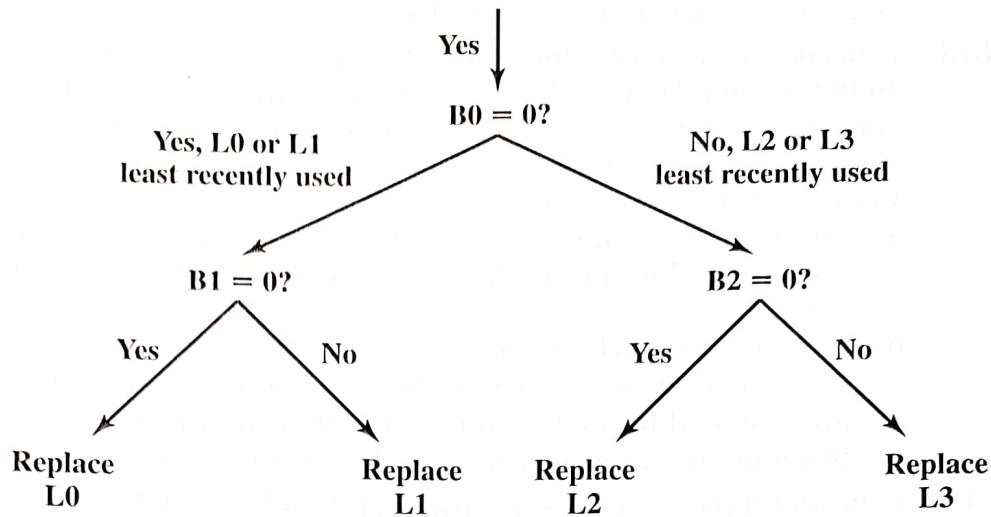 Yes
B0 = 0?
Yes, L0 or L1
least recently used
No, L2 or L3
least recently used
B1 = 0?
B2 = 0?
Yes
No
Yes
No
Replace
L0
Replace
L1
Replace
L2
Replace
L3